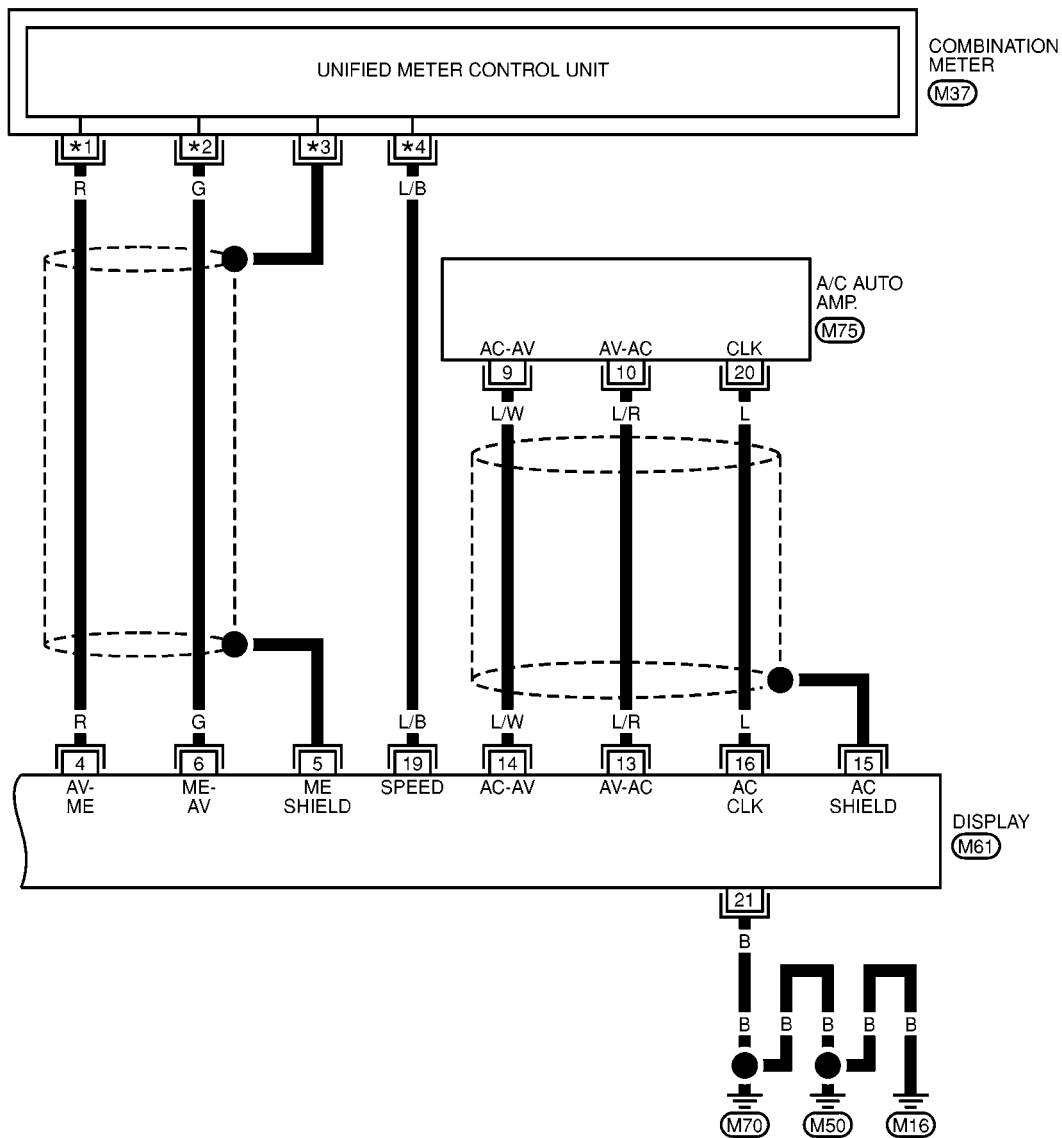 UNIFIED METER CONTROL UNIT
COMBINATION
METER
M37
*1 *2 *3 *4
R G L/B
A/C AUTO
AMP.
M75
AC-AV AV-AC CLK
9 10 20
L/W L/R L
R G L/B L/W L/R L
4 6 5 19 14 13 16 15
AV-
ME
ME-
AV
ME
SHIELD
SPEED
AC-AV
AV-AC
AC
CLK
AC
SHIELD
DISPLAY
M61
21
B
B B B B B
M70 M50 M16